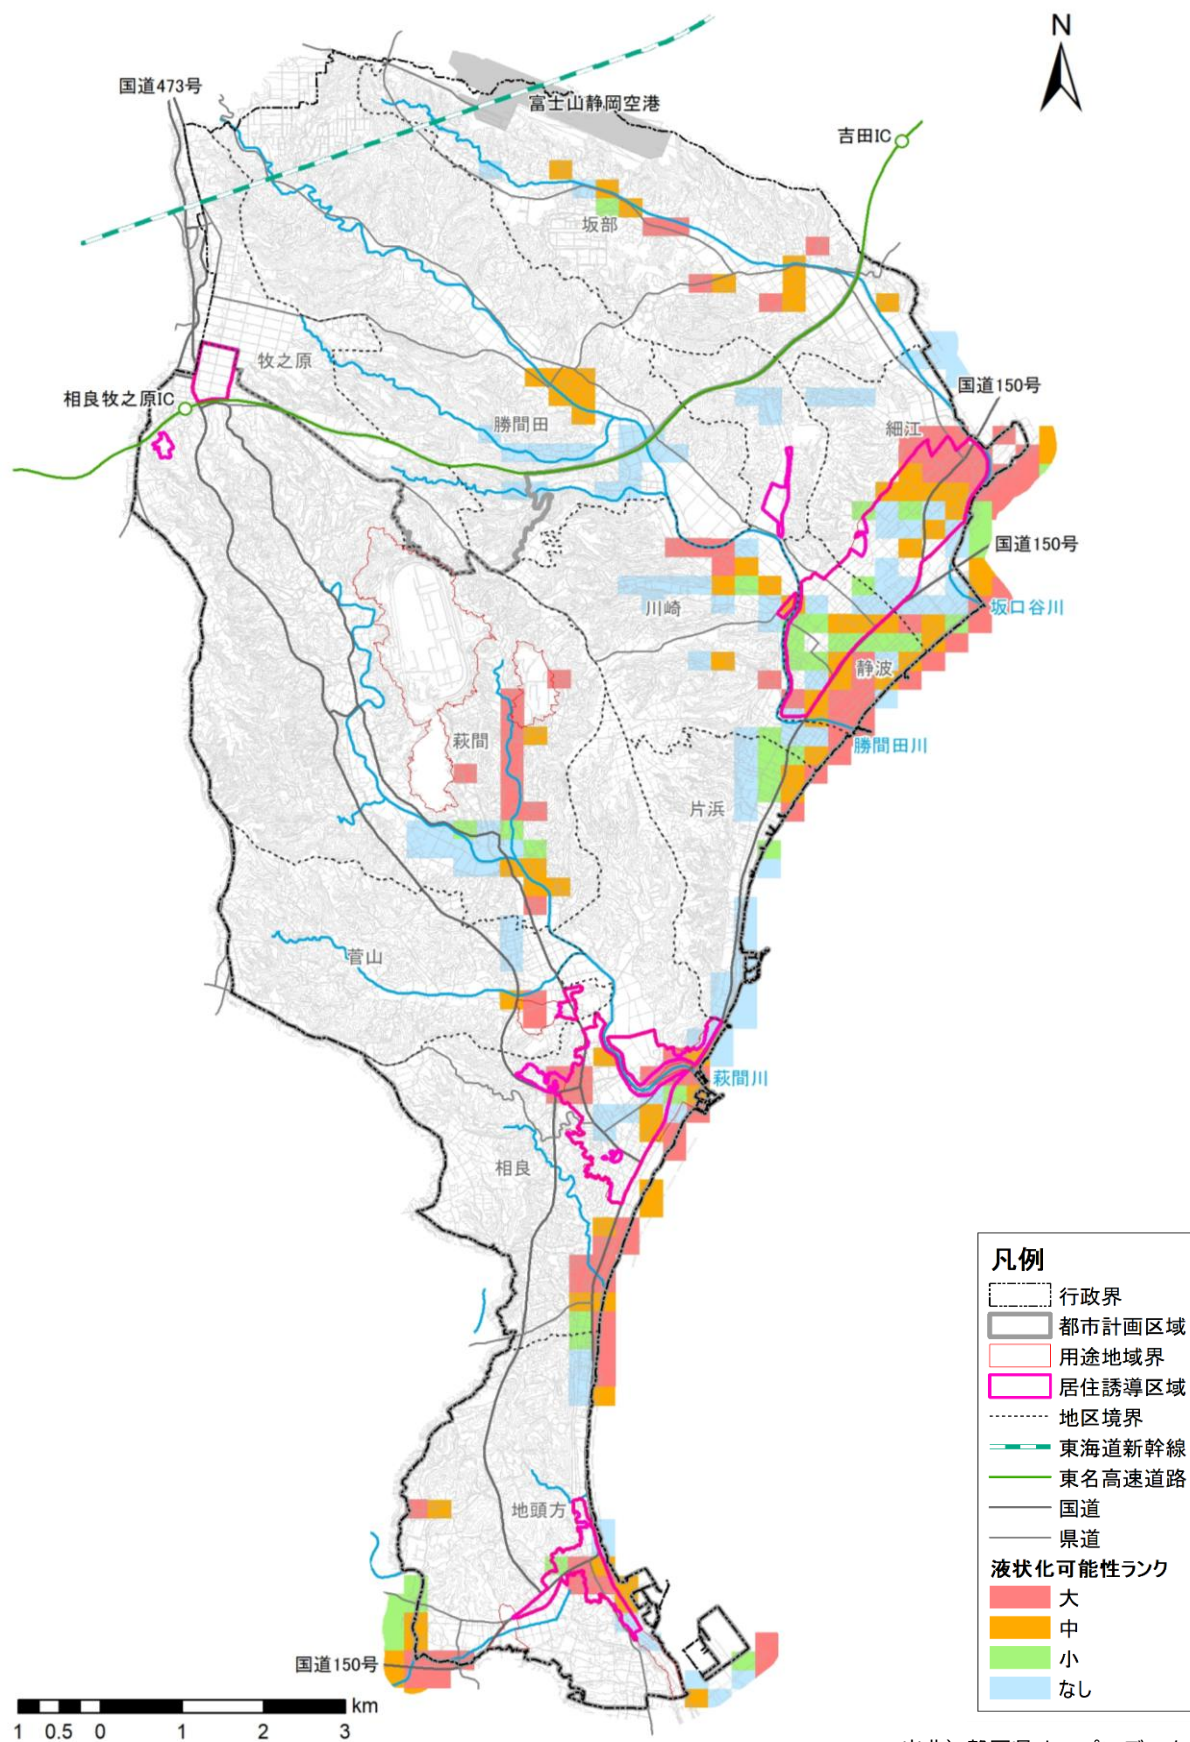 N
国道473号
富士山静岡空港
吉田IC
坂部
牧之原
相良牧之原IC
国道150号
勝間田
細江
国道150号
川崎
坂口谷川
静波
勝間田川
萩間
片浜
菅山
萩間川
相良
地頭方
国道150号
1 0.5 0 1 2 3 km
凡例
行政界
都市計画区域
用途地域界
居住誘導区域
地区境界
東海道新幹線
東名高速道路
国道
県道
液状化可能性ランク
大
中
小
なし